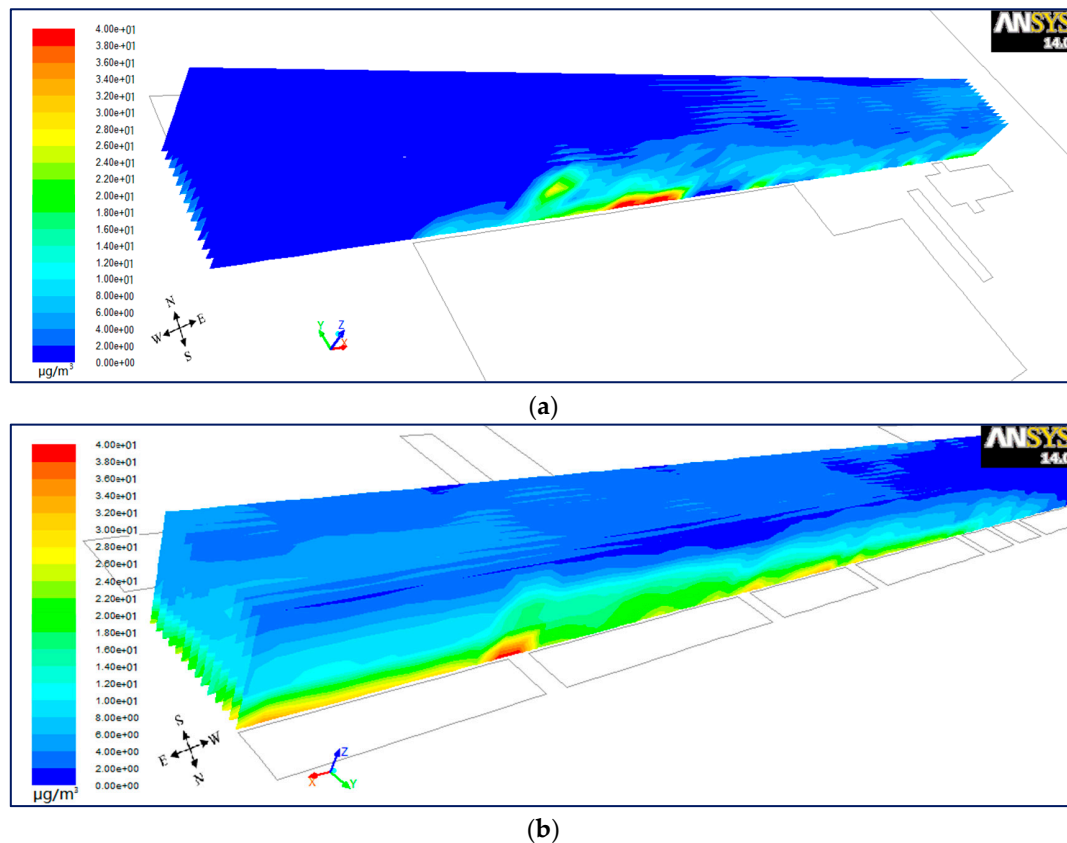 ANSYS
14.0
4.00e+01
3.80e+01
3.60e+01
3.40e+01
3.20e+01
3.00e+01
2.80e+01
2.60e+01
2.40e+01
2.20e+01
2.00e+01
1.80e+01
1.60e+01
1.40e+01
1.20e+01
1.00e+01
8.00e+00
6.00e+00
4.00e+00
2.00e+00
0.00e+00
µg/m³
N
W E
S
Y Z
X
(a)
ANSYS
14.0
4.00e+01
3.80e+01
3.60e+01
3.40e+01
3.20e+01
3.00e+01
2.80e+01
2.60e+01
2.40e+01
2.20e+01
2.00e+01
1.80e+01
1.60e+01
1.40e+01
1.20e+01
1.00e+01
8.00e+00
6.00e+00
4.00e+00
2.00e+00
0.00e+00
µg/m³
S
E W
N
Z
X Y
(b)